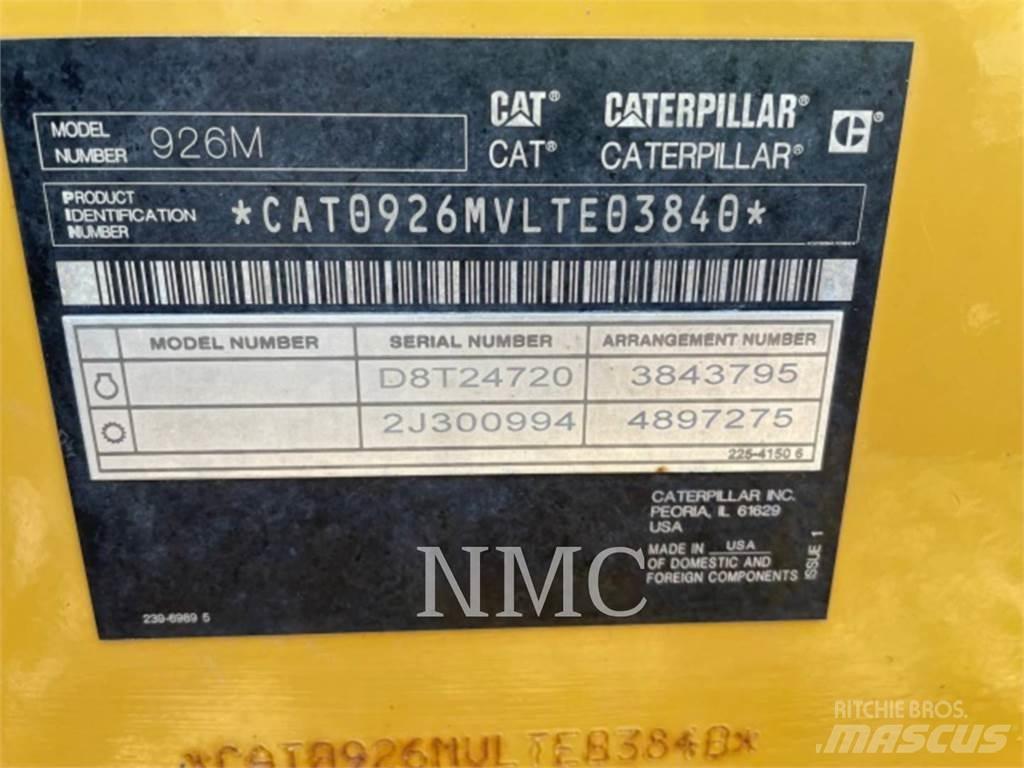 CAT® CATERPILLAR®
CAT® CATERPILLAR®
MODEL NUMBER 926M
PRODUCT IDENTIFICATION NUMBER *CAT0926MVLTE03840*
MODEL NUMBER SERIAL NUMBER ARRANGEMENT NUMBER
D8T24720 3843795
2J300994 4897275
225-4150 6
CATERPILLAR INC.
PEORIA, IL 61629
USA
MADE IN USA
OF DOMESTIC AND
FOREIGN COMPONENTS
ISSUE 1
239-6989 5
NMC
*CAT0926MVLTE03840*
RITCHIE BROS.
MASCUS